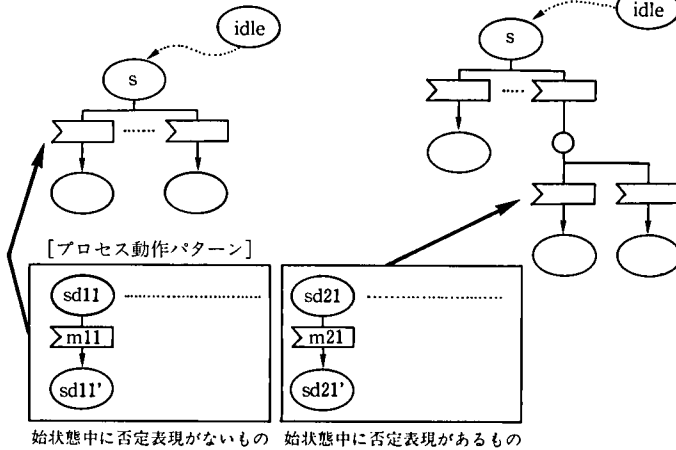 idle
idle
s
s
[プロセス動作パターン]
sd11
sd21
m11
m21
sd11'
sd21'
始状態中に否定表現がないもの
始状態中に否定表現があるもの